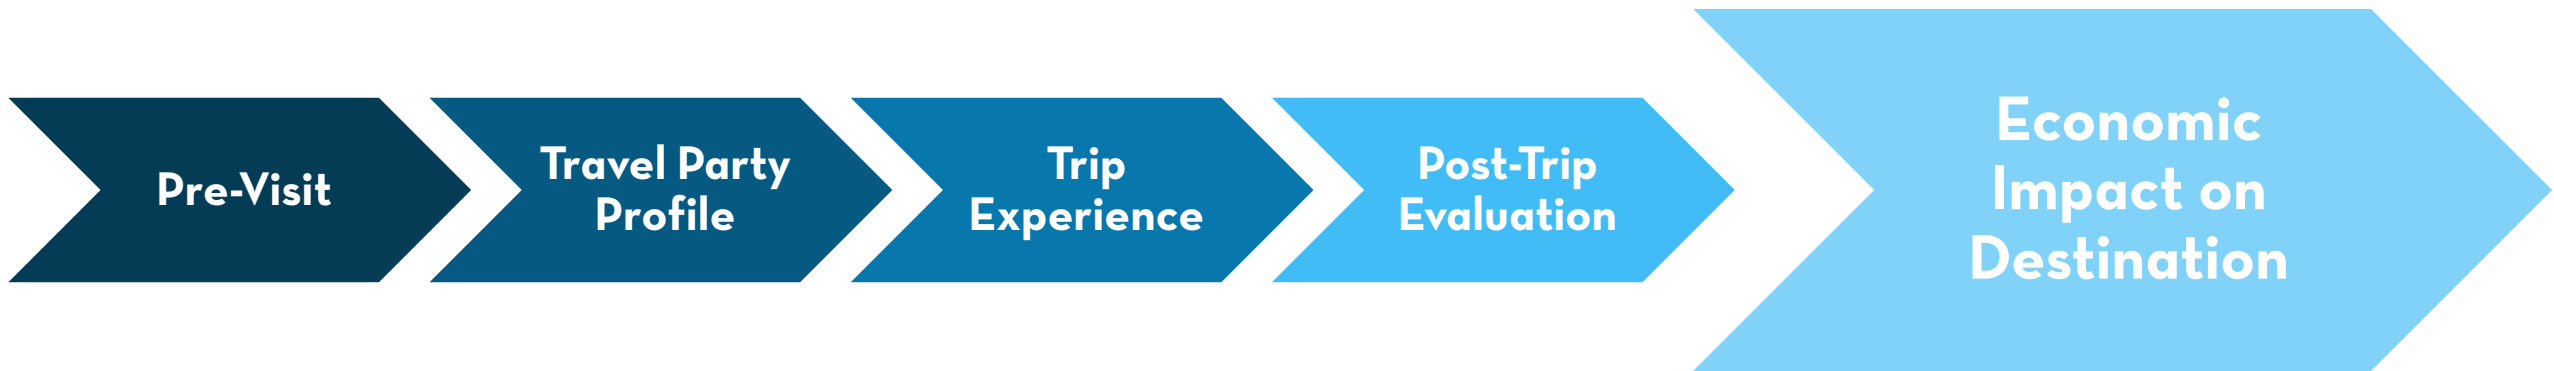 Pre-Visit
Travel Party
Profile
Trip
Experience
Post-Trip
Evaluation
Economic
Impact on
Destination